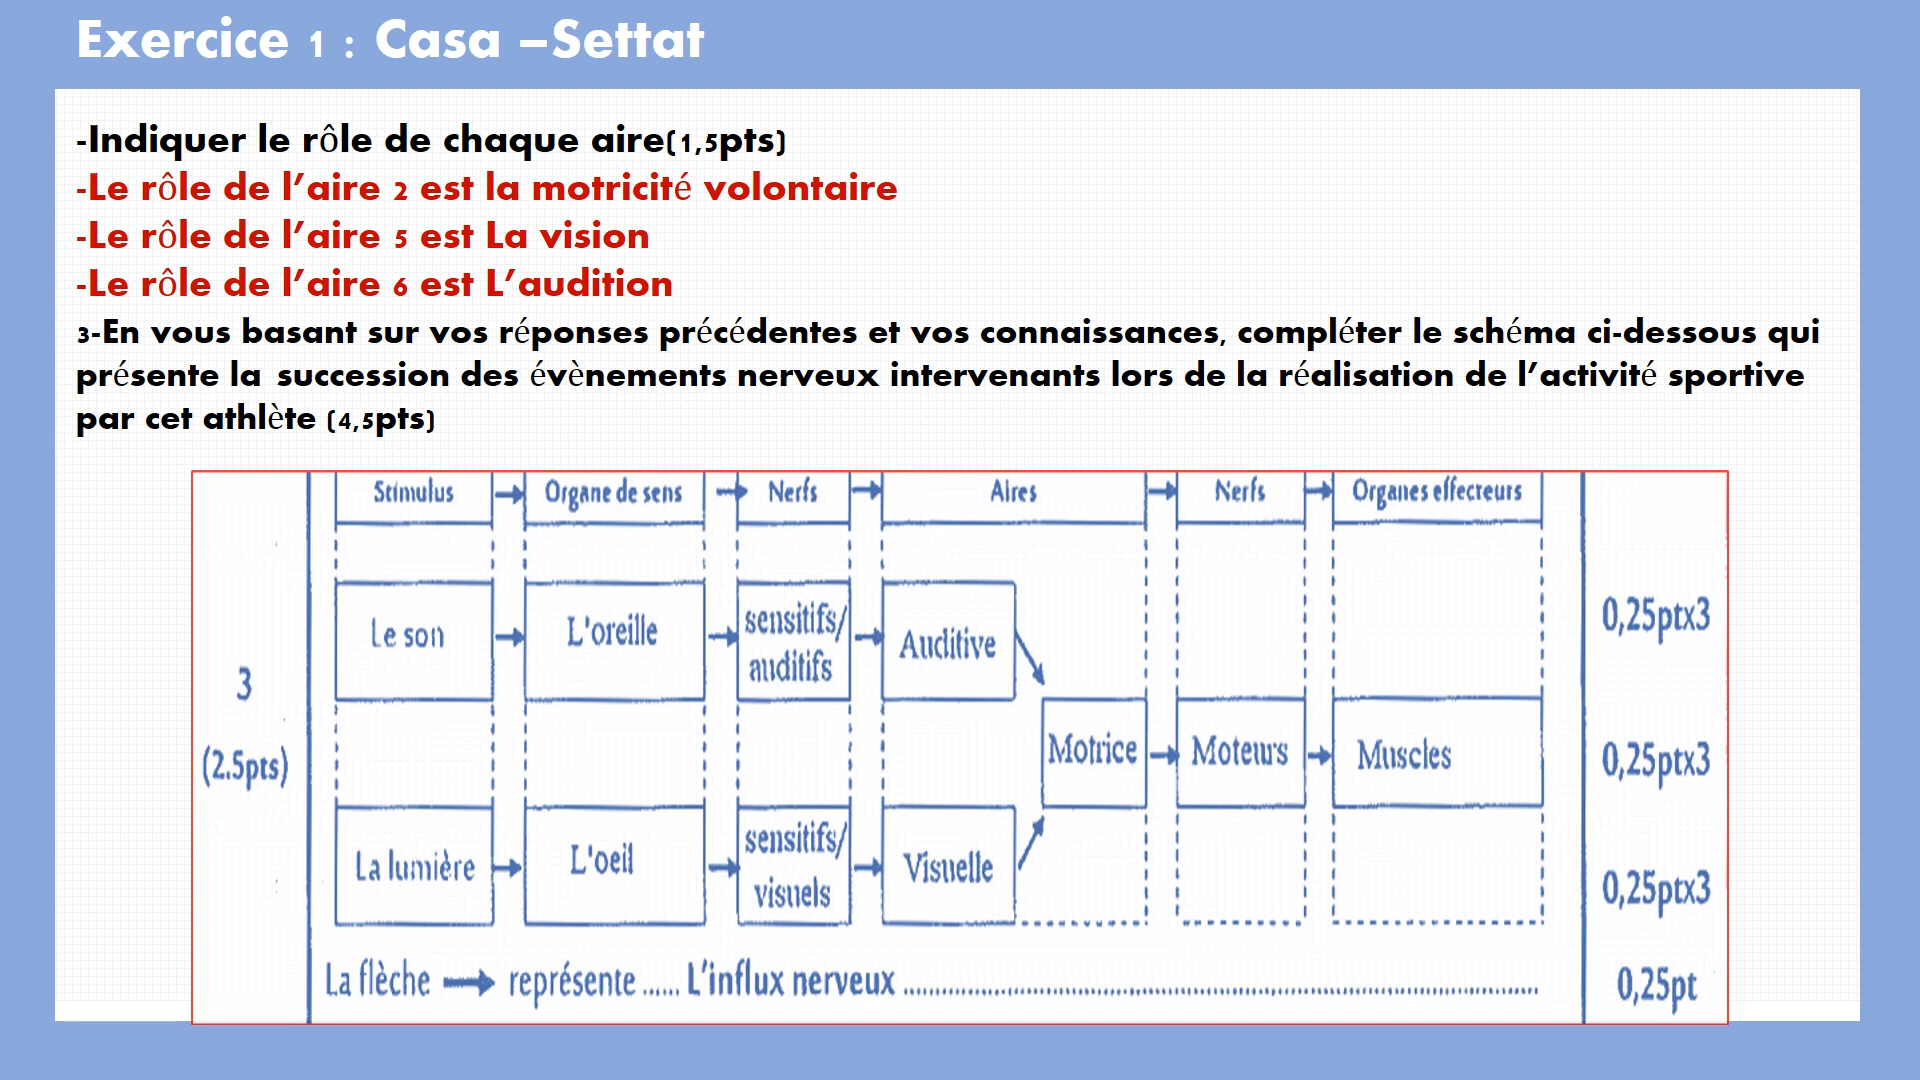 Exercice 1 : Casa –Settat
-Indiquer le rôle de chaque aire(1,5pts)
-Le rôle de l’aire 2 est la motricité volontaire
-Le rôle de l’aire 5 est La vision
-Le rôle de l’aire 6 est L’audition
3-En vous basant sur vos réponses précédentes et vos connaissances, compléter le schéma ci-dessous qui
présente la succession des évènements nerveux intervenants lors de la réalisation de l’activité sportive
par cet athlète (4,5pts)
Stimulus Organe de sens Nerfs Aires Nerfs Organes effecteurs
Le son L'oreille sensitifs/ auditifs Auditive 0,25ptx3
3
(2.5pts)
Motrice Moteurs Muscles 0,25ptx3
La lumière L'oeil sensitifs/ visuels Visuelle 0,25ptx3
La flèche représente ...... L'influx nerveux .......... 0,25pt